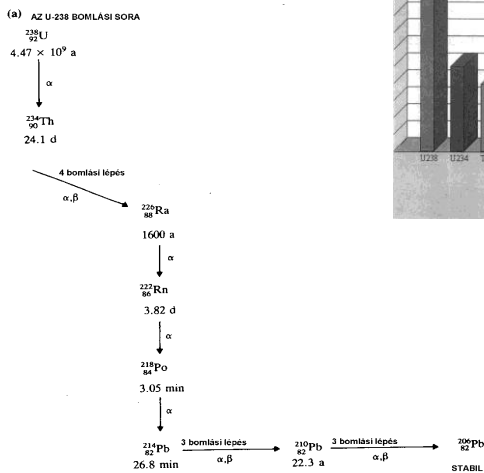 (a) AZ U-238 BOMLÁSI SORA
²³⁸₉₂U
4.47 × 10⁹ a
α
²³⁴₉₀Th
24.1 d
4 bomlási lépés
α,β
²²⁶₈₈Ra
1600 a
α
²²²₈₆Rn
3.82 d
α
²¹⁸₈₄Po
3.05 min
α
²¹⁴₈₂Pb
26.8 min
3 bomlási lépés
α,β
²¹⁰₈₂Pb
22.3 a
3 bomlási lépés
α,β
²⁰⁶₈₂Pb
STABIL
U238 U234